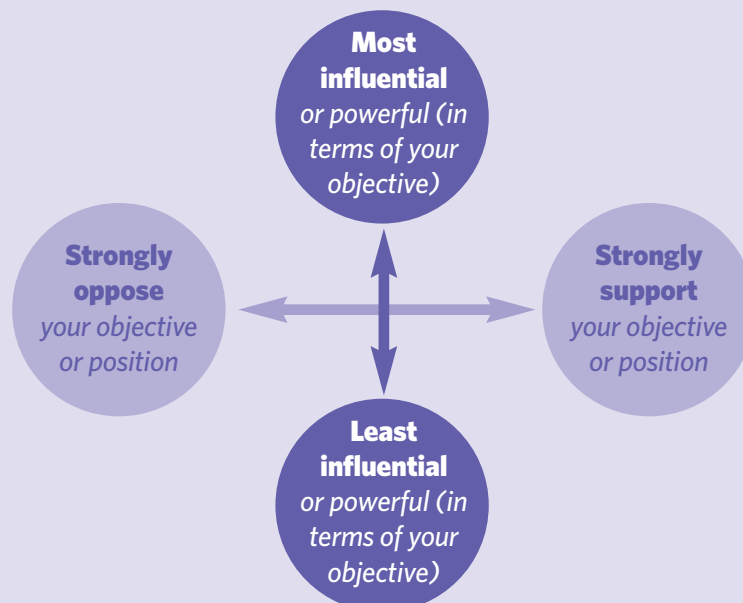 Most
influential
or powerful (in
terms of your
objective)
Strongly
oppose
your objective
or position
Strongly
support
your objective
or position
Least
influential
or powerful (in
terms of your
objective)